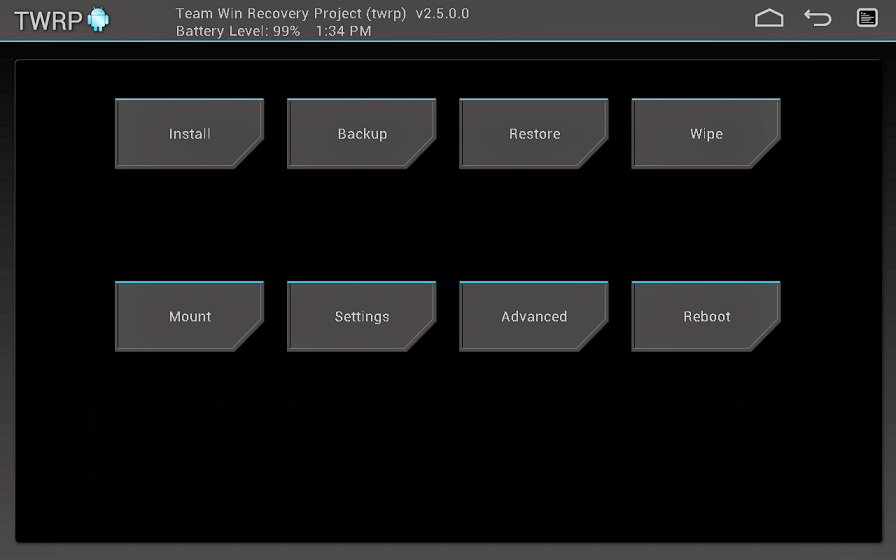 TWRP
Team Win Recovery Project (twrp) v2.5.0.0
Battery Level: 99% 1:34 PM
Install Backup Restore Wipe
Mount Settings Advanced Reboot